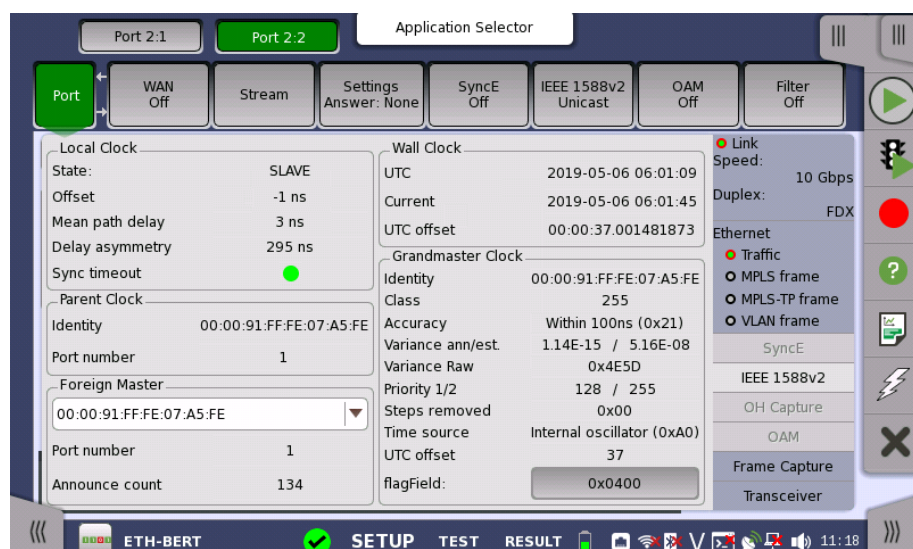 Port 2:1
Port 2:2
Application Selector
Port
WAN
Off
Stream
Settings
Answer: None
SyncE
Off
IEEE 1588v2
Unicast
OAM
Off
Filter
Off
Local Clock
State: SLAVE
Offset -1 ns
Mean path delay 3 ns
Delay asymmetry 295 ns
Sync timeout
Parent Clock
Identity 00:00:91:FF:FE:07:A5:FE
Port number 1
Foreign Master
00:00:91:FF:FE:07:A5:FE
Port number 1
Announce count 134
Wall Clock
UTC 2019-05-06 06:01:09
Current 2019-05-06 06:01:45
UTC offset 00:00:37.001481873
Grandmaster Clock
Identity 00:00:91:FF:FE:07:A5:FE
Class 255
Accuracy Within 100ns (0x21)
Variance ann/est. 1.14E-15 / 5.16E-08
Variance Raw 0x4E5D
Priority 1/2 128 / 255
Steps removed 0x00
Time source Internal oscillator (0xA0)
UTC offset 37
flagField: 0x0400
Link
Speed:
10 Gbps
Duplex:
FDX
Ethernet
Traffic
MPLS frame
MPLS-TP frame
VLAN frame
SyncE
IEEE 1588v2
OH Capture
OAM
Frame Capture
Transceiver
ETH-BERT SETUP TEST RESULT 11:18